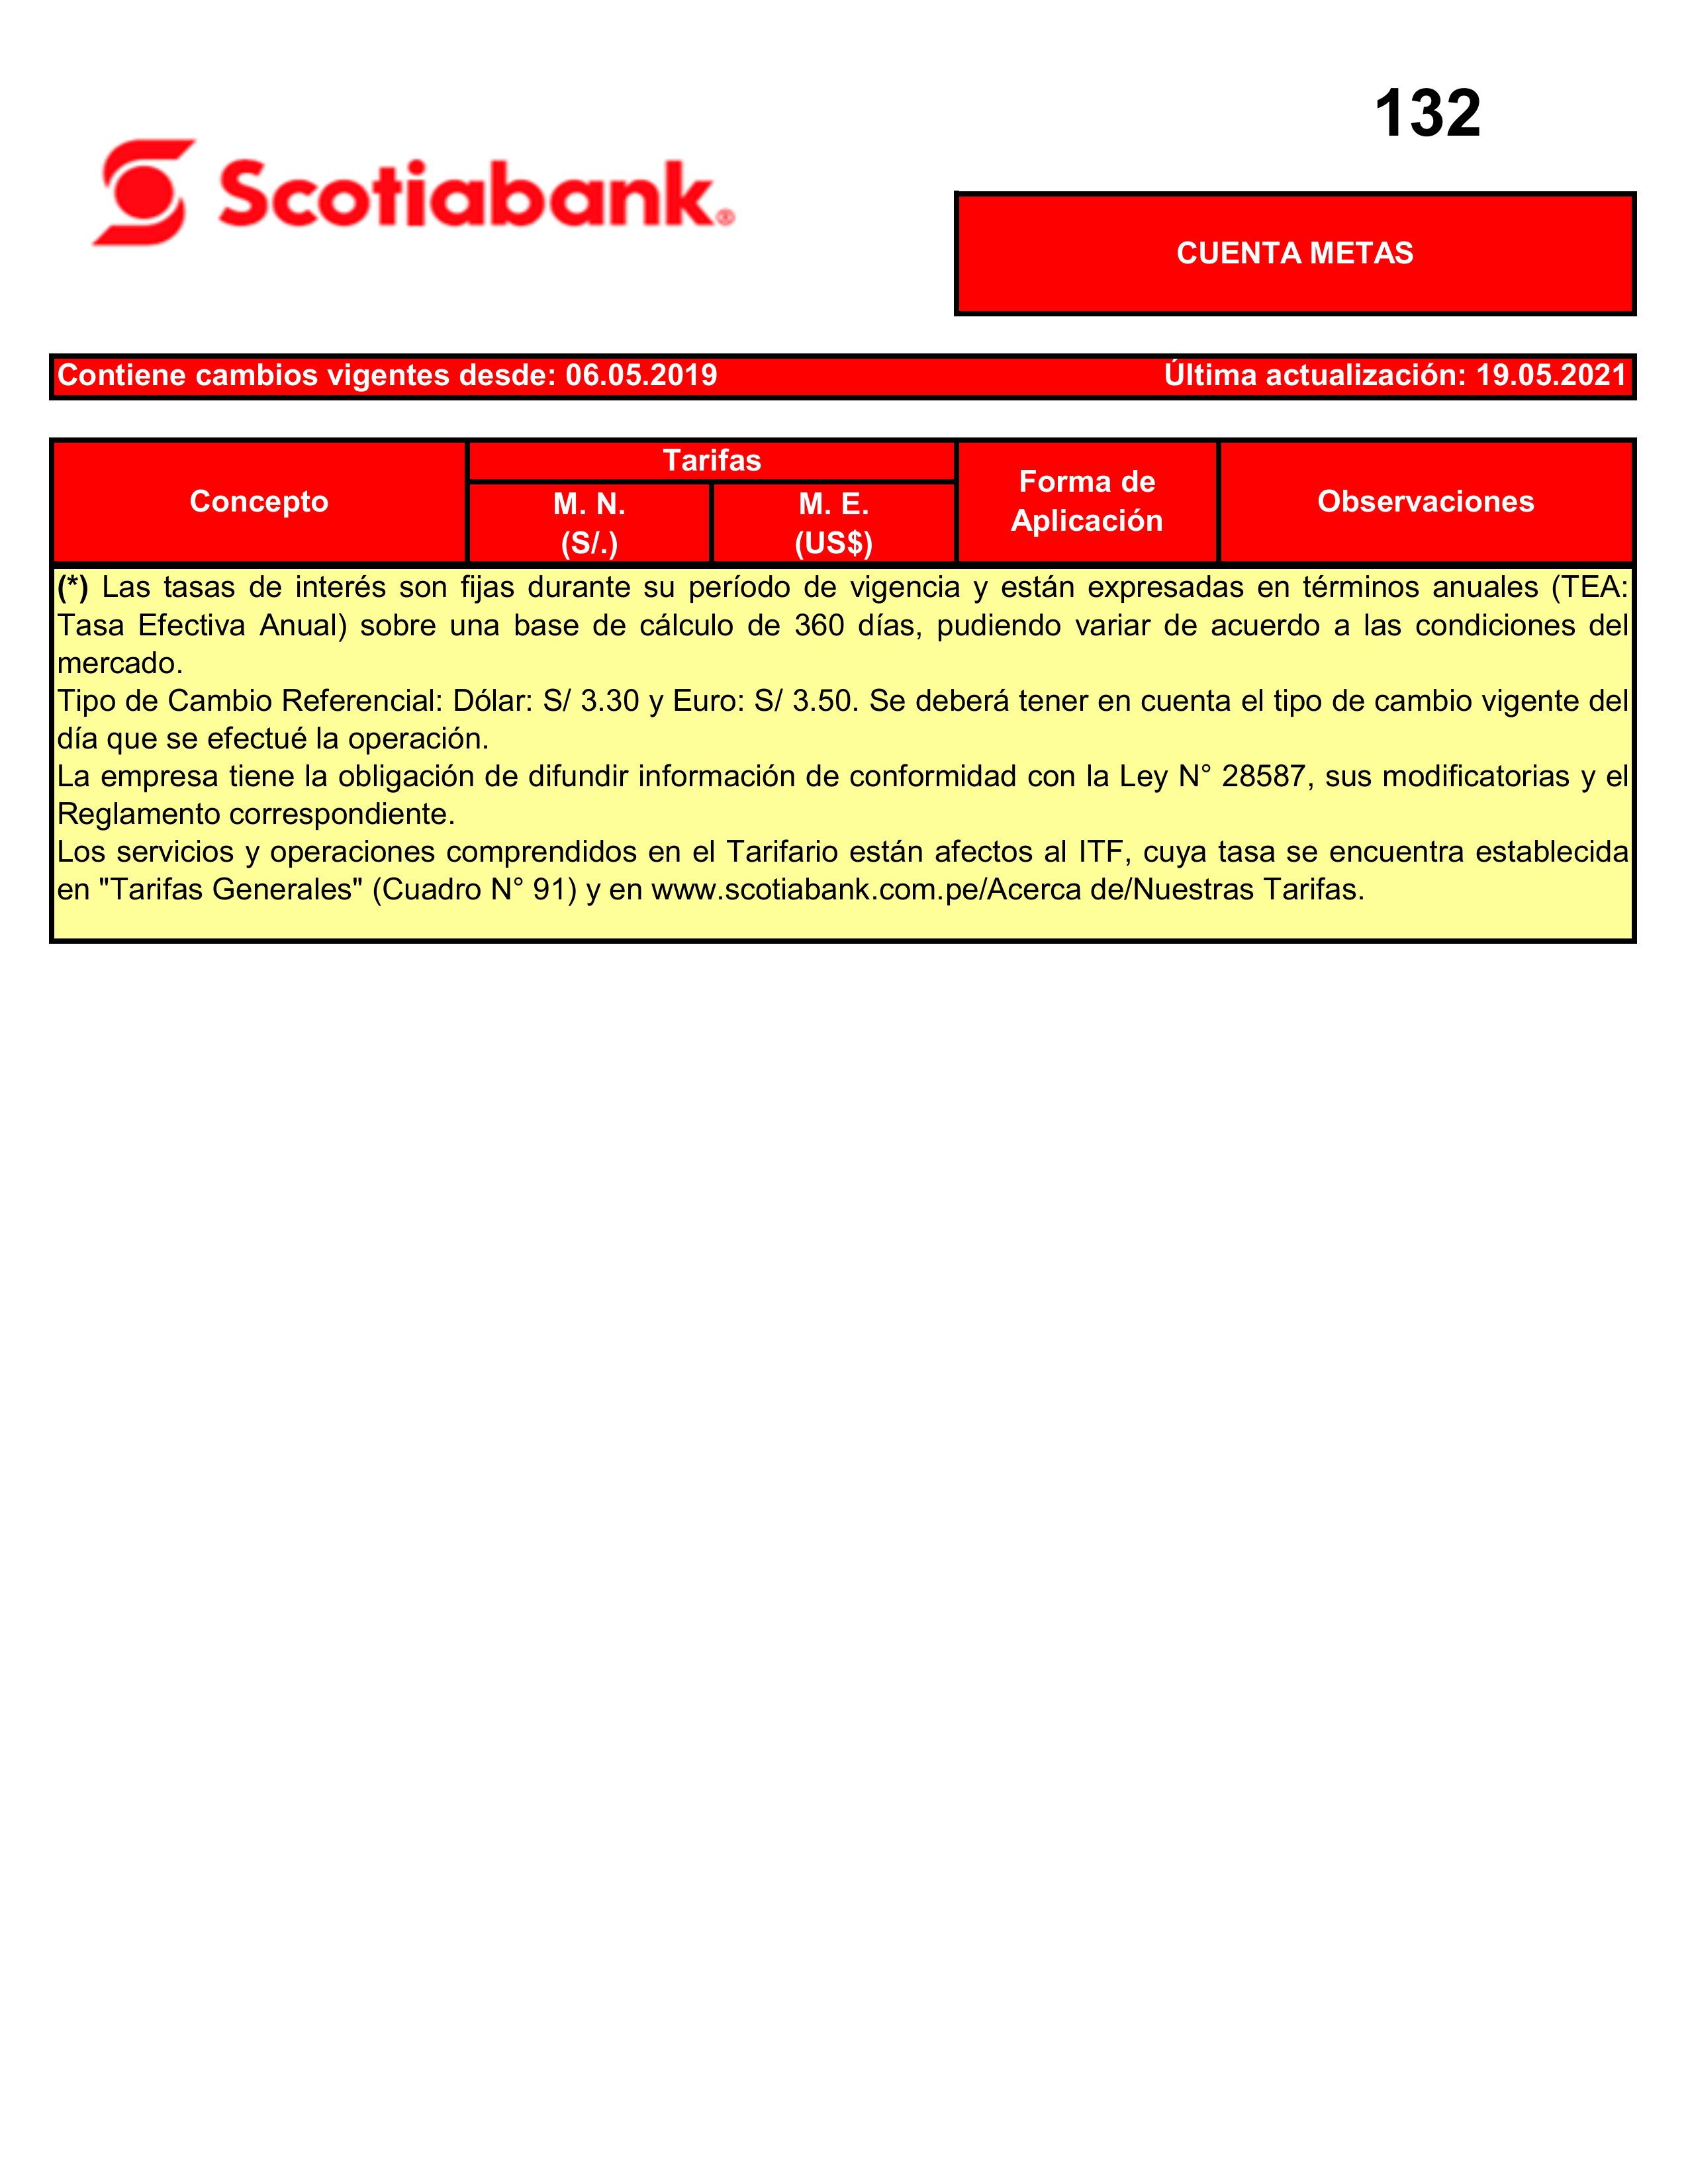 132
Scotiabank®
CUENTA METAS
Contiene cambios vigentes desde: 06.05.2019 Última actualización: 19.05.2021
Concepto
Tarifas
M. N.
(S/.)
M. E.
(US$)
Forma de
Aplicación
Observaciones
(*) Las tasas de interés son fijas durante su período de vigencia y están expresadas en términos anuales (TEA:
Tasa Efectiva Anual) sobre una base de cálculo de 360 días, pudiendo variar de acuerdo a las condiciones del
mercado.
Tipo de Cambio Referencial: Dólar: S/ 3.30 y Euro: S/ 3.50. Se deberá tener en cuenta el tipo de cambio vigente del
día que se efectué la operación.
La empresa tiene la obligación de difundir información de conformidad con la Ley N° 28587, sus modificatorias y el
Reglamento correspondiente.
Los servicios y operaciones comprendidos en el Tarifario están afectos al ITF, cuya tasa se encuentra establecida
en "Tarifas Generales" (Cuadro N° 91) y en www.scotiabank.com.pe/Acerca de/Nuestras Tarifas.